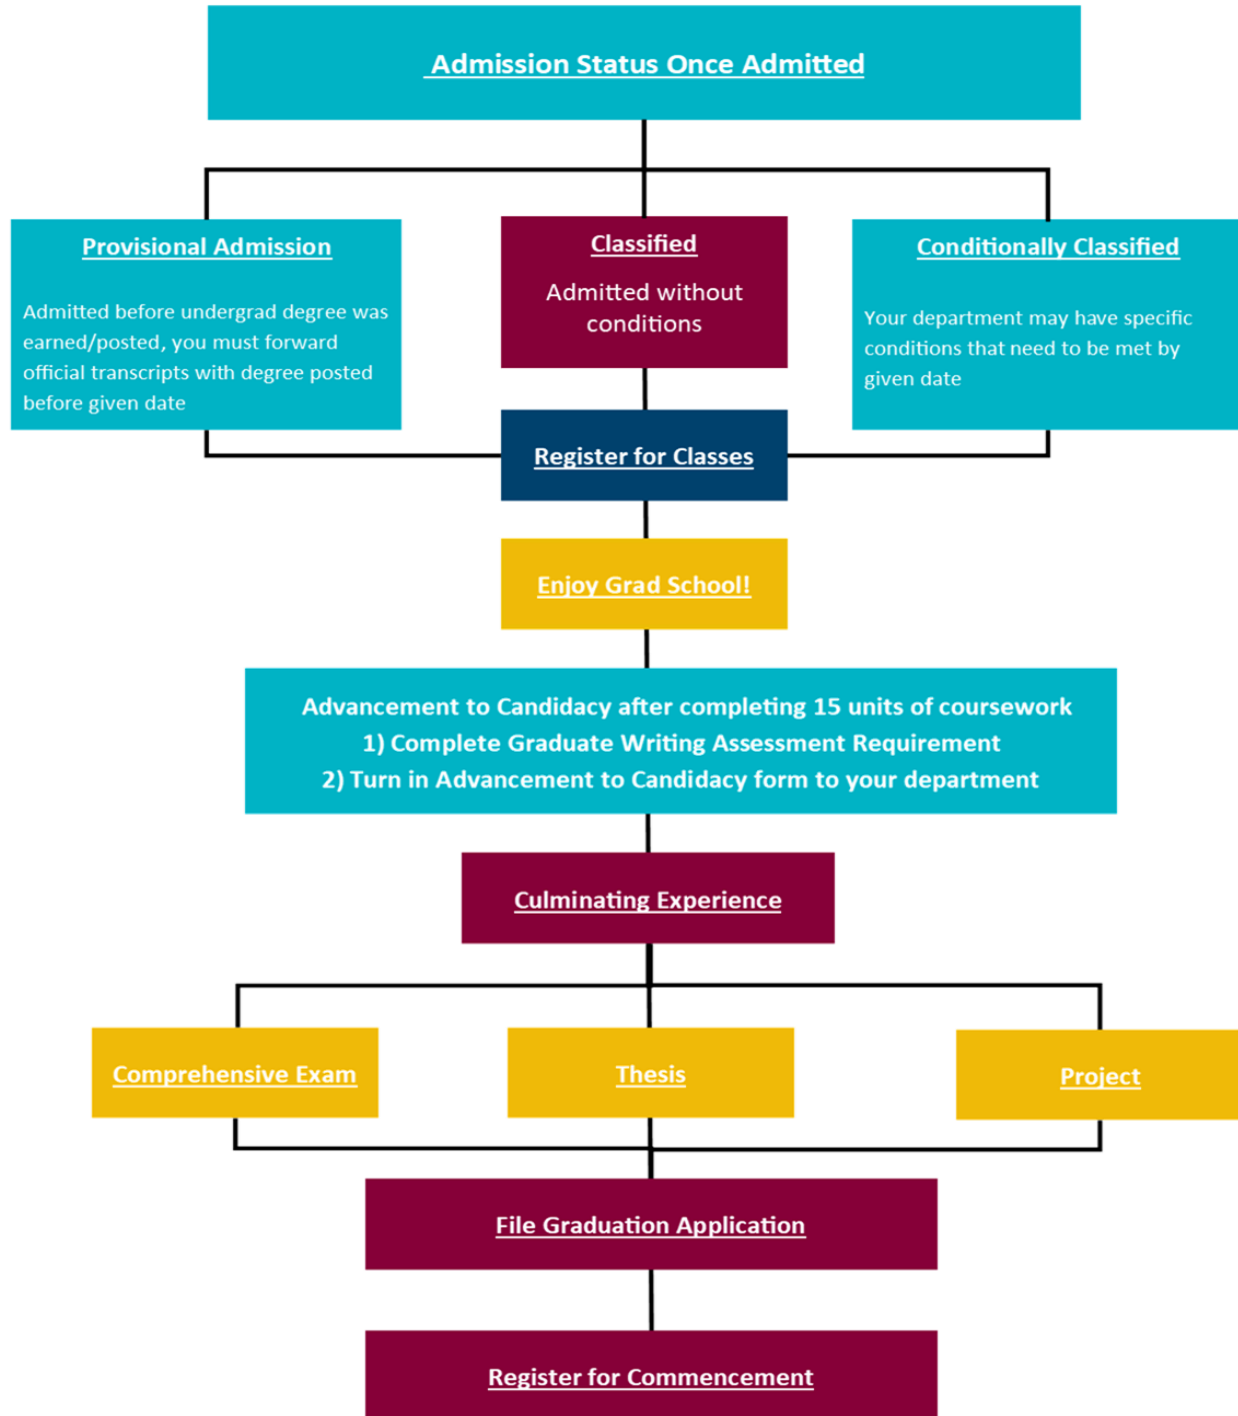 Admission Status Once Admitted
Provisional Admission
Admitted before undergrad degree was
earned/posted, you must forward
official transcripts with degree posted
before given date
Classified
Admitted without
conditions
Conditionally Classified
Your department may have specific
conditions that need to be met by
given date
Register for Classes
Enjoy Grad School!
Advancement to Candidacy after completing 15 units of coursework
1) Complete Graduate Writing Assessment Requirement
2) Turn in Advancement to Candidacy form to your department
Culminating Experience
Comprehensive Exam
Thesis
Project
File Graduation Application
Register for Commencement